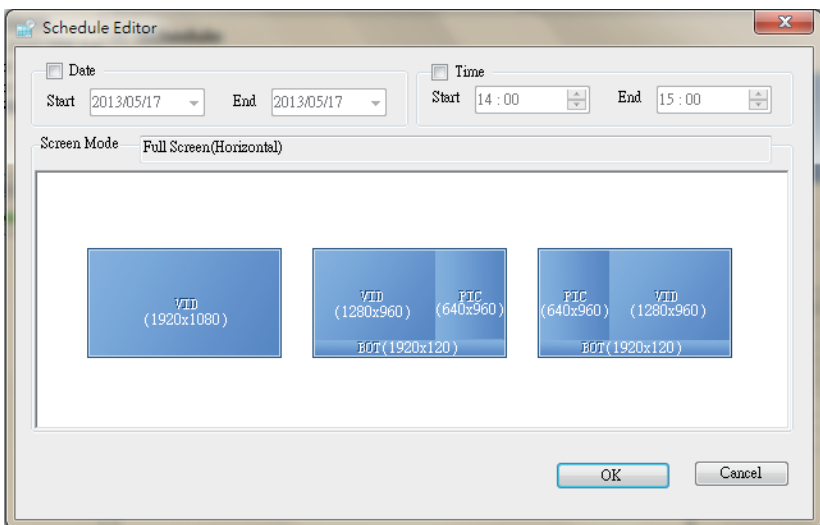 Schedule Editor
Date
Time
Start 2013/05/17 End 2013/05/17
Start 14 : 00 End 15 : 00
Screen Mode Full Screen(Horizontal)
VID
(1920x1080)
VID
(1280x960)
PIC
(640x960)
BOT(1920x120)
PIC
(640x960)
VID
(1280x960)
BOT(1920x120)
OK
Cancel